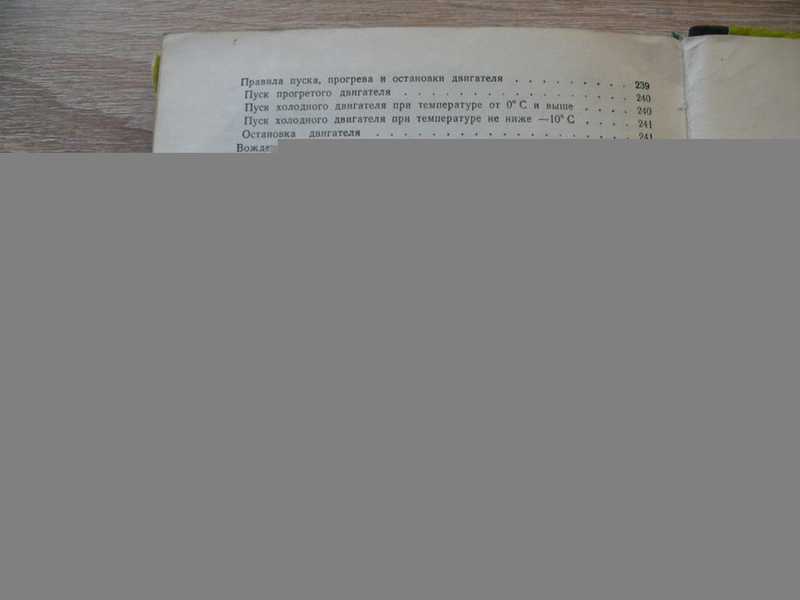 Правила пуска, прогрева и остановки двигателя . . . . . . . . . 239
Пуск прогретого двигателя . . . . . . . . . . . . . . . . . 240
Пуск холодного двигателя при температуре от 0° С и выше . . . . 240
Пуск холодного двигателя при температуре не ниже —10° С . . . . 241
Остановка двигателя . . . . . . . . . . . . . . . . . . . 241